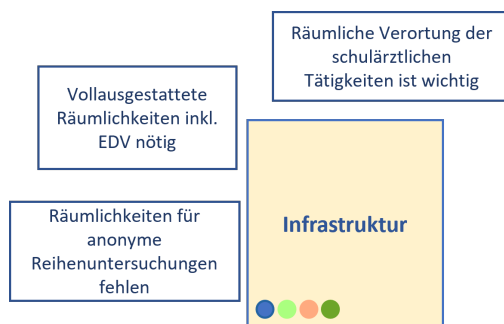 Räumliche Verortung der
schulärztlichen
Tätigkeiten ist wichtig
Vollausgestattete
Räumlichkeiten inkl.
EDV nötig
Räumlichkeiten für
anonyme
Reihenuntersuchungen
fehlen
Infrastruktur